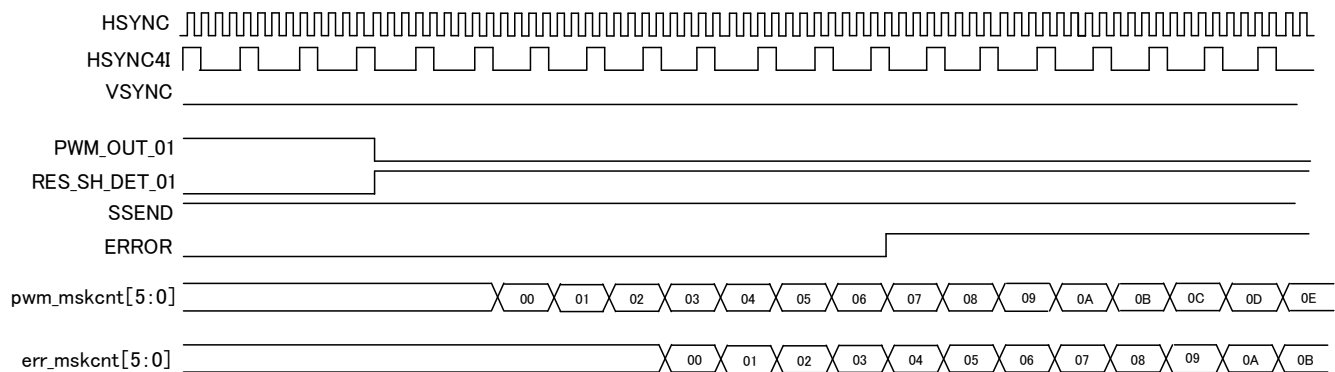 HSYNC
HSYNC4I
VSYNC
PWM_OUT_01
RES_SH_DET_01
SSEND
ERROR
pwm_mskcnt[5:0] 00 01 02 03 04 05 06 07 08 09 0A 0B 0C 0D 0E
err_mskcnt[5:0] 00 01 02 03 04 05 06 07 08 09 0A 0B